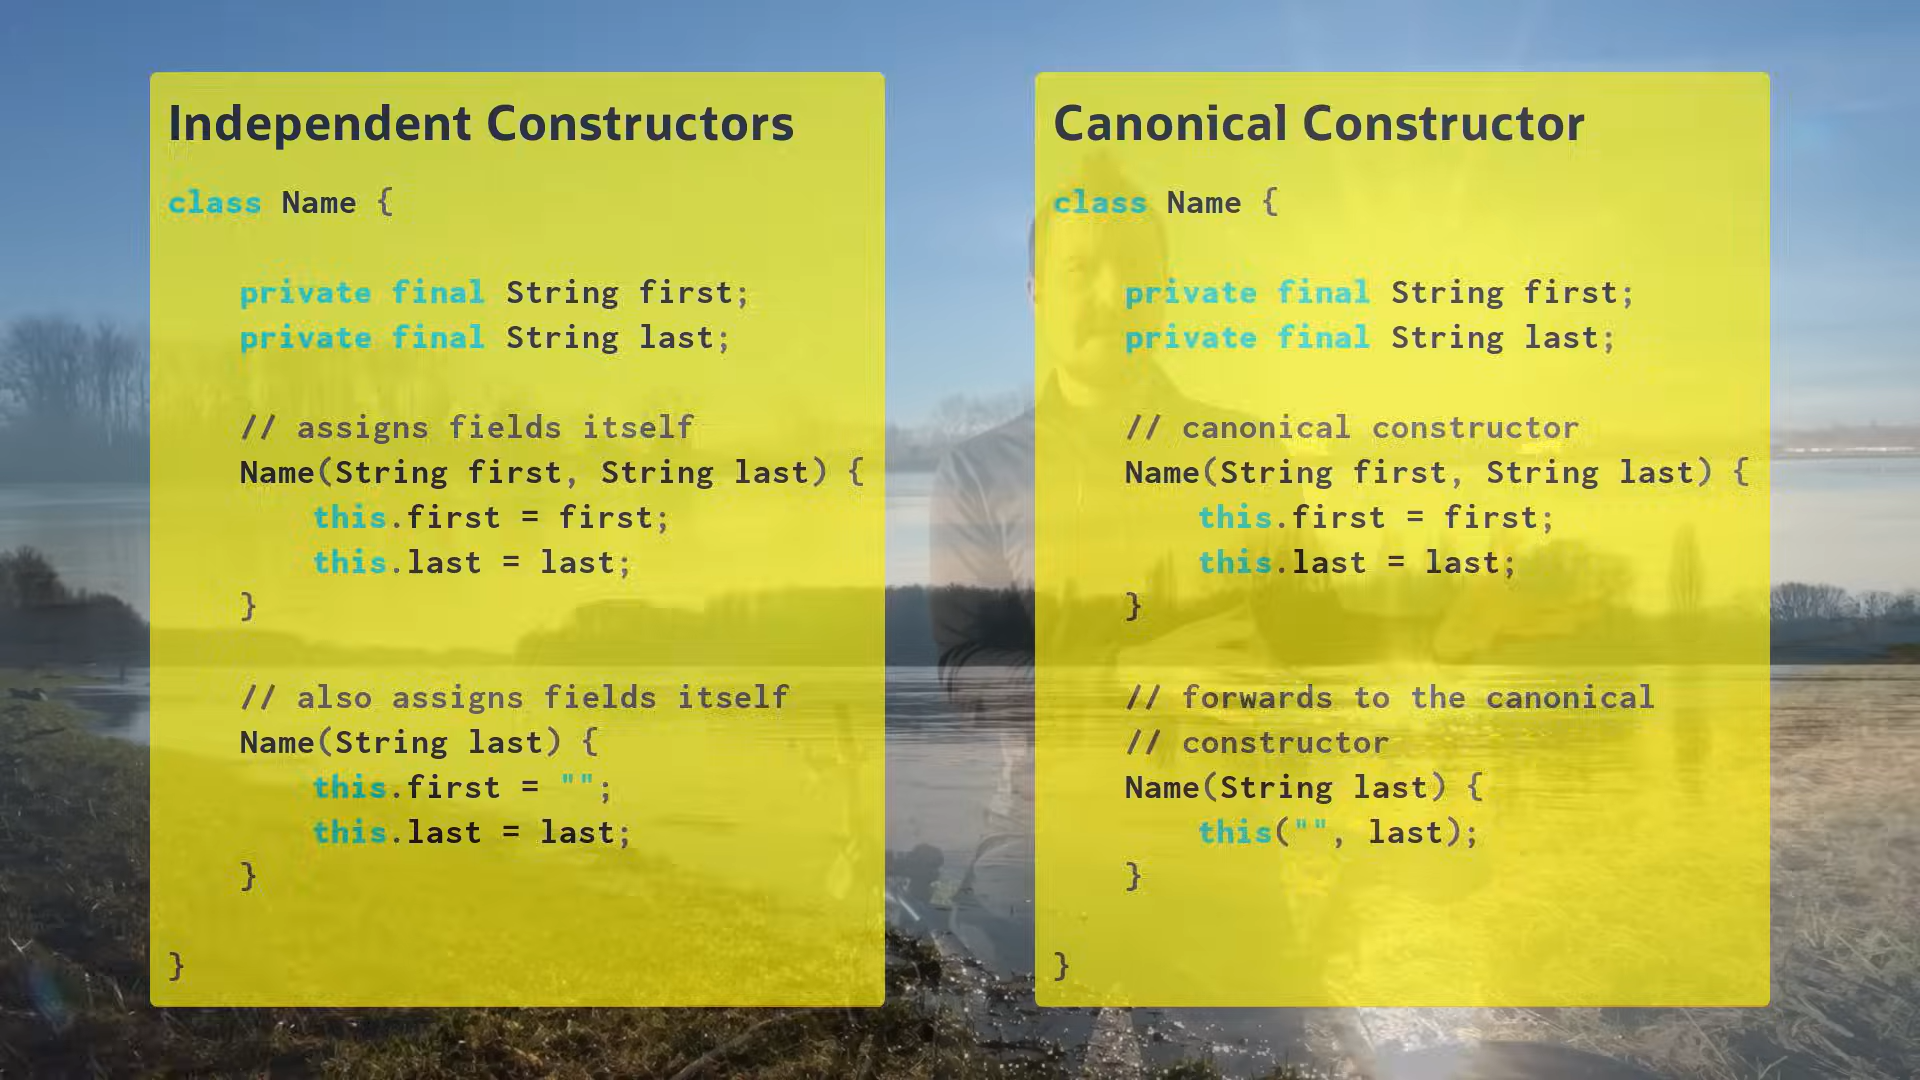 Independent Constructors
class Name {
private final String first;
private final String last;
// assigns fields itself
Name(String first, String last) {
this.first = first;
this.last = last;
}
// also assigns fields itself
Name(String last) {
this.first = "";
this.last = last;
}
}
Canonical Constructor
class Name {
private final String first;
private final String last;
// canonical constructor
Name(String first, String last) {
this.first = first;
this.last = last;
}
// forwards to the canonical
// constructor
Name(String last) {
this("", last);
}
}